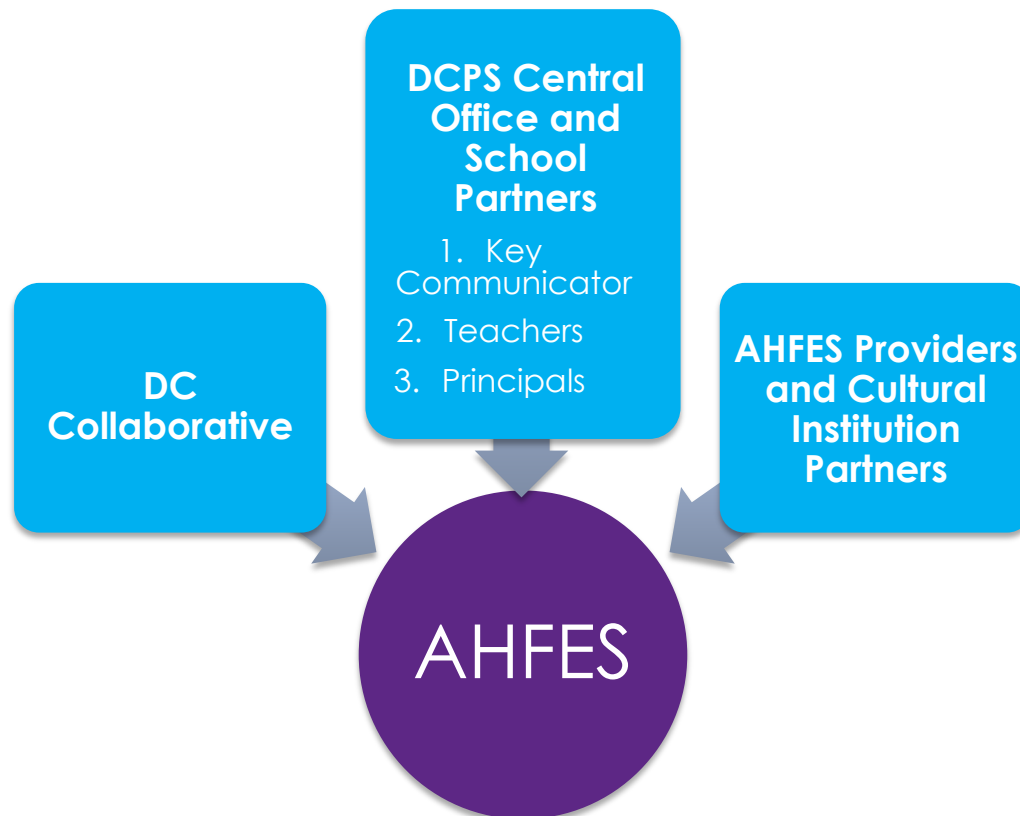 DCPS Central
Office and
School
Partners
1. Key
Communicator
2. Teachers
3. Principals
DC
Collaborative
AHFES Providers
and Cultural
Institution
Partners
AHFES